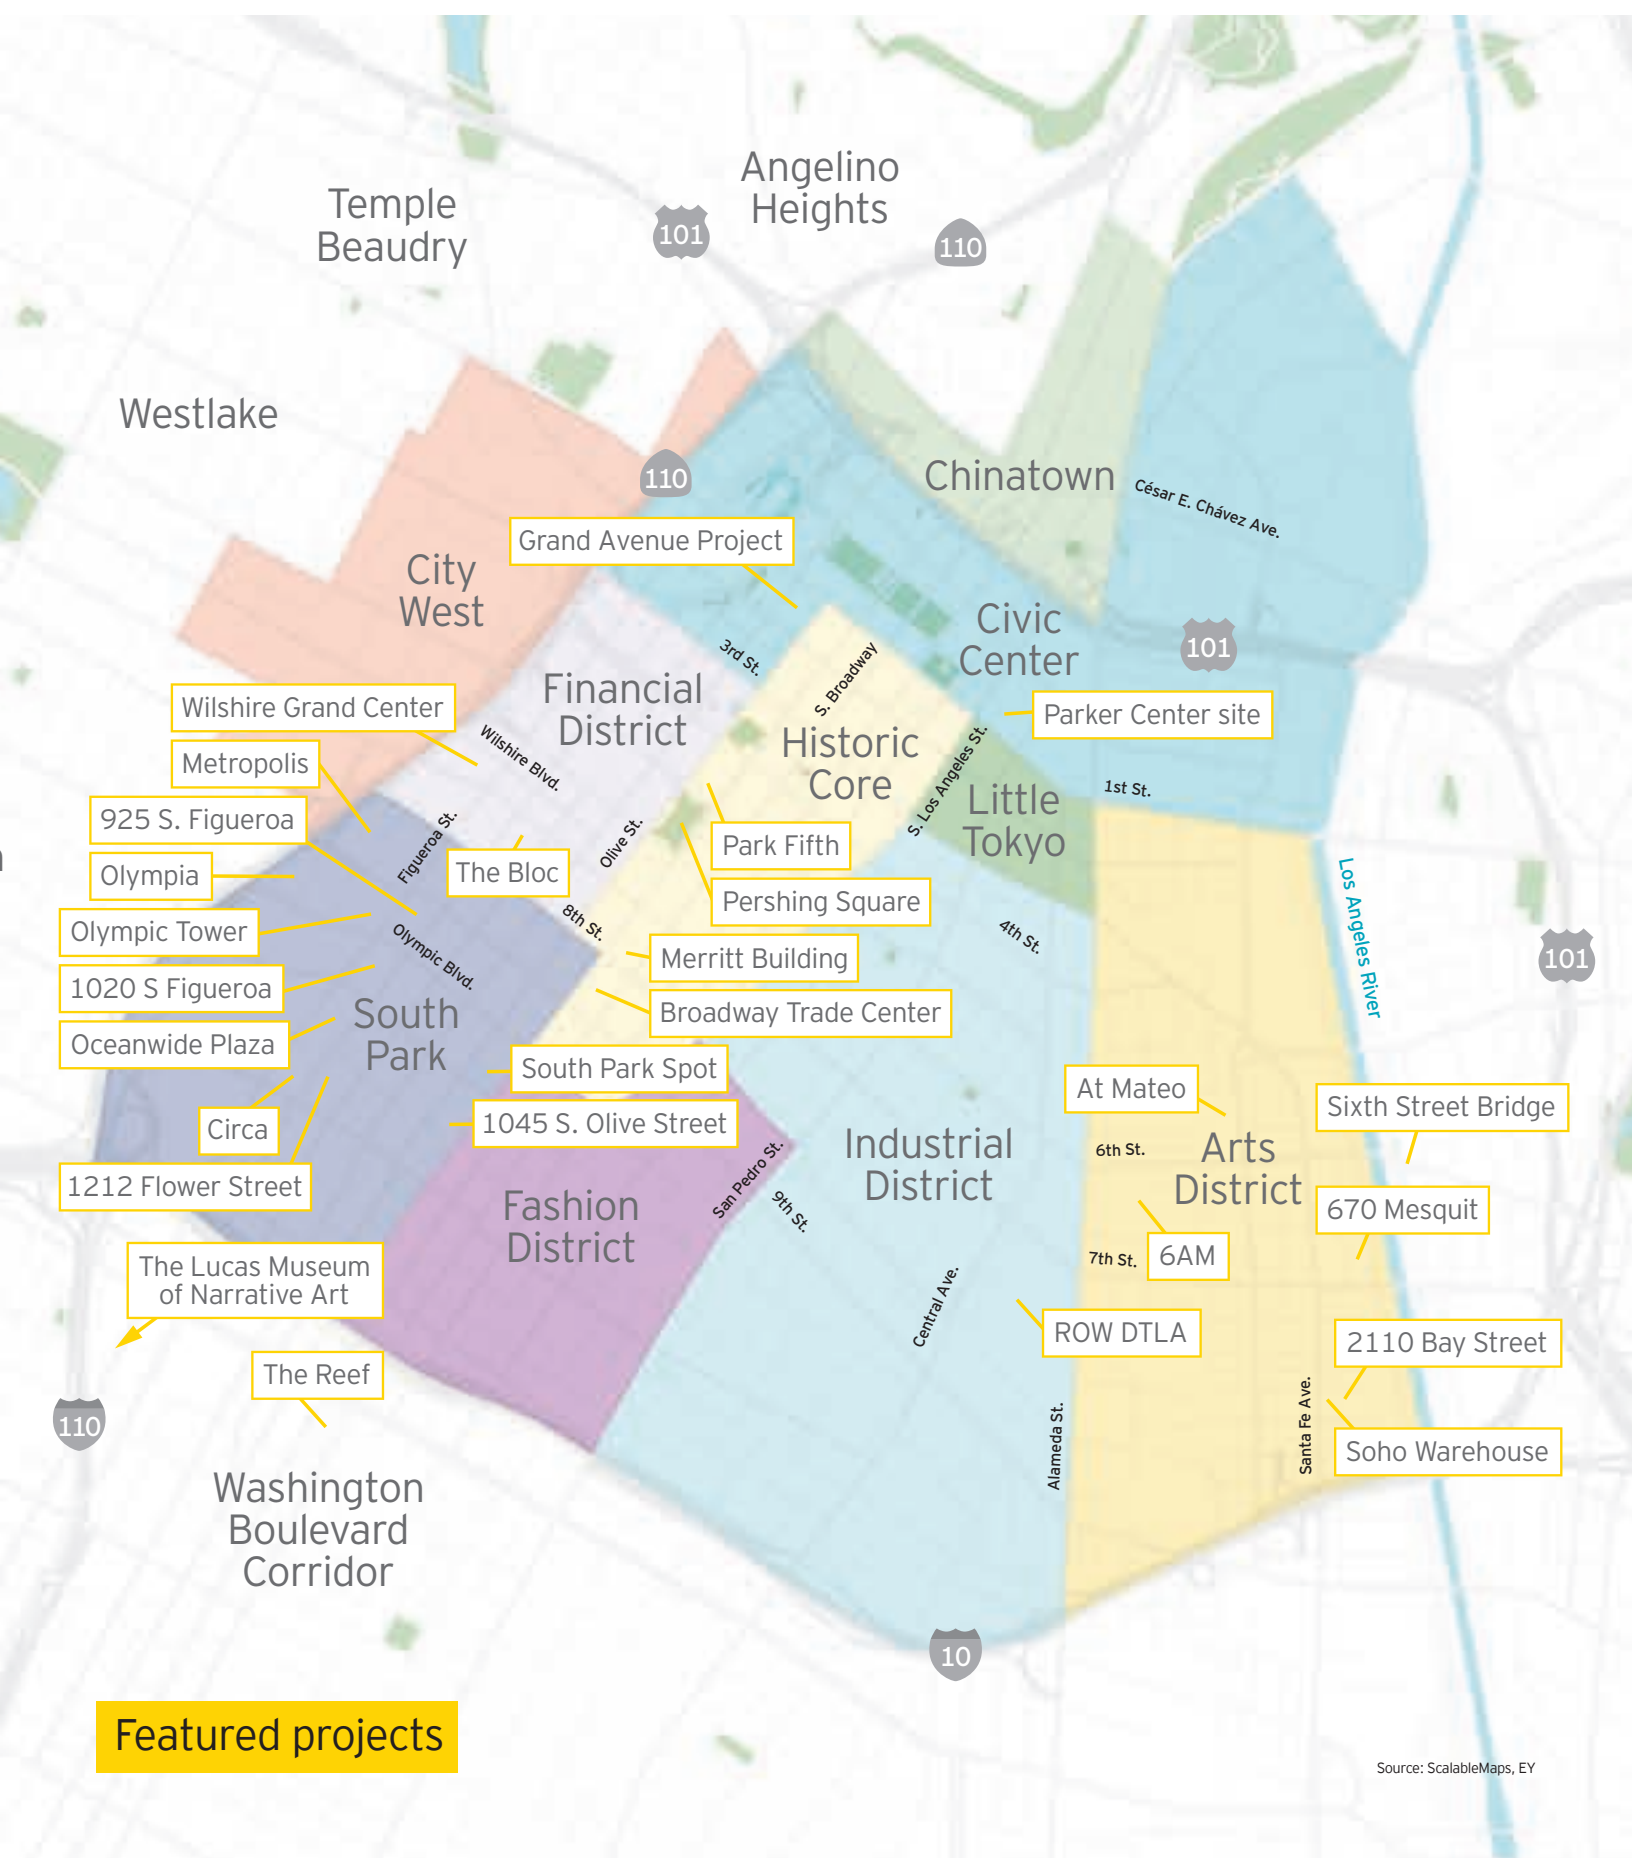 Angelino
Heights
Temple
Beaudry
101
110
Westlake
110
Chinatown
César E. Chávez Ave.
Grand Avenue Project
City
West
Civic
Center
101
3rd St.
S. Broadway
Financial
District
Wilshire Grand Center
Parker Center site
Historic
Core
Wilshire Blvd.
S. Los Angeles St.
Metropolis
1st St.
Little
Tokyo
925 S. Figueroa
Figueroa St.
Olive St.
Park Fifth
The Bloc
Olympia
Los Angeles River
Pershing Square
8th St.
4th St.
Olympic Tower
Olympic Blvd.
Merritt Building
101
1020 S Figueroa
South
Park
Broadway Trade Center
Oceanwide Plaza
South Park Spot
At Mateo
Sixth Street Bridge
Circa
1045 S. Olive Street
Industrial
District
6th St.
Arts
District
1212 Flower Street
San Pedro St.
9th St.
Fashion
District
670 Mesquit
7th St.
6AM
The Lucas Museum
of Narrative Art
Central Ave.
ROW DTLA
2110 Bay Street
The Reef
110
Alameda St.
Santa Fe Ave.
Soho Warehouse
Washington
Boulevard
Corridor
10
Featured projects
Source: ScalableMaps, EY